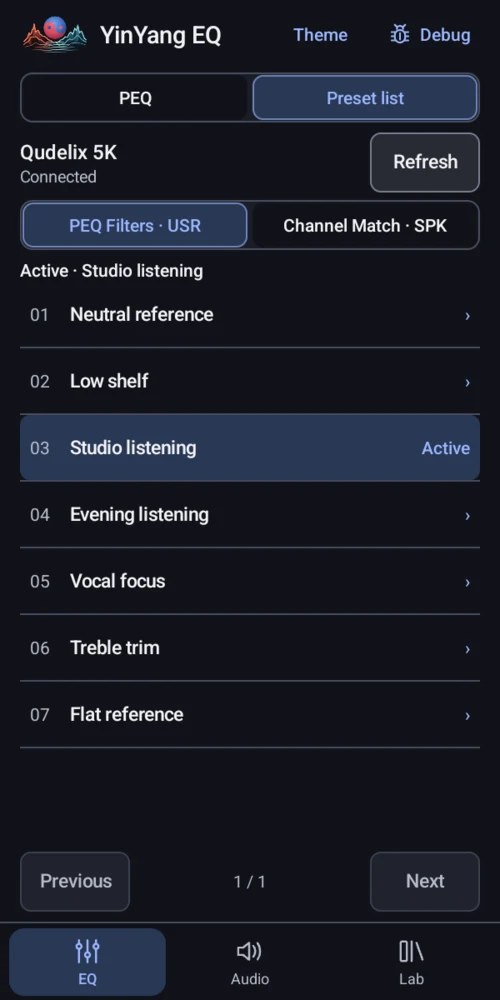 YinYang EQ
Theme
Debug
PEQ
Preset list
Qudelix 5K
Connected
Refresh
PEQ Filters · USR
Channel Match · SPK
Active · Studio listening
01 Neutral reference ›
02 Low shelf ›
03 Studio listening Active
04 Evening listening ›
05 Vocal focus ›
06 Treble trim ›
07 Flat reference ›
Previous
1 / 1
Next
EQ
Audio
Lab